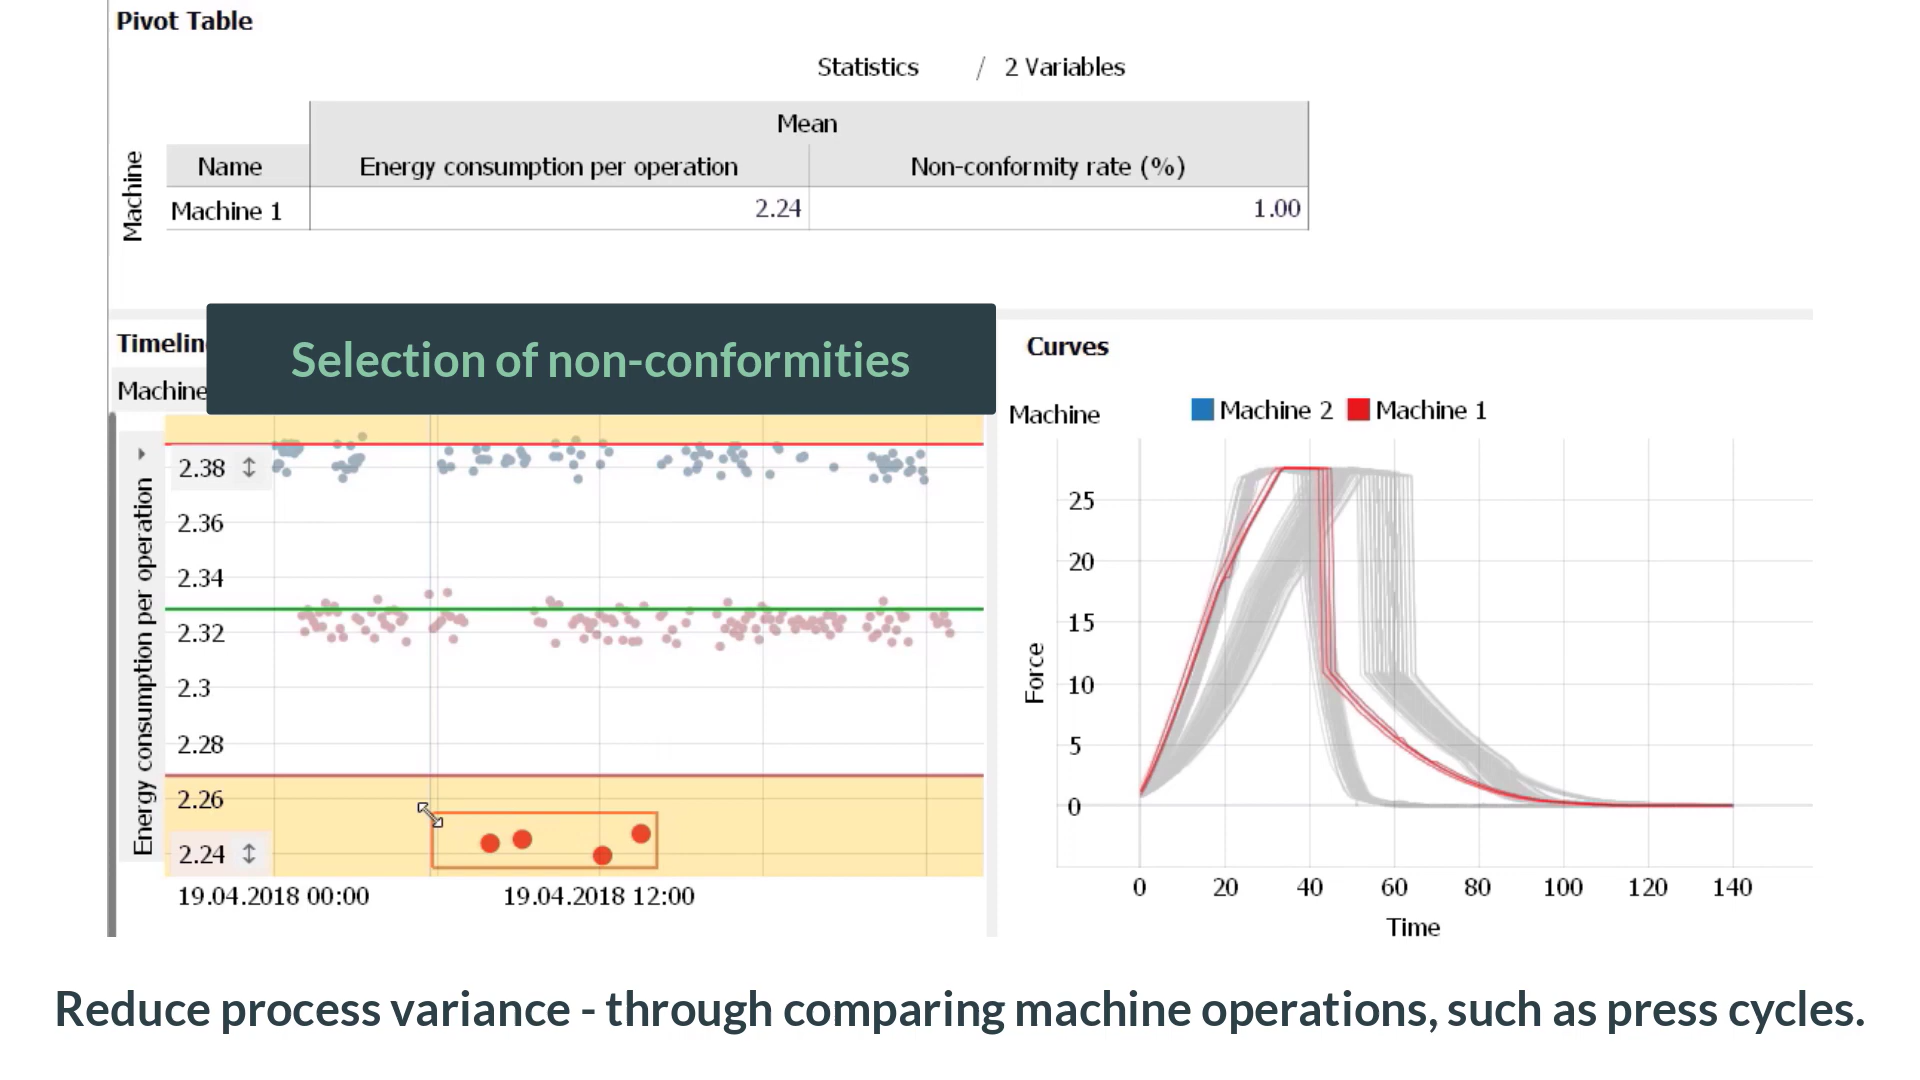 Pivot Table
Statistics / 2 Variables
Mean
Name Energy consumption per operation Non-conformity rate (%)
Machine
Machine 1 2.24 1.00
Selection of non-conformities
Machine
Energy consumption per operation
2.38
2.36
2.34
2.32
2.3
2.28
2.26
2.24
19.04.2018 00:00 19.04.2018 12:00
Curves
Machine Machine 2 Machine 1
Force
25
20
15
10
5
0
0 20 40 60 80 100 120 140
Time
Reduce process variance - through comparing machine operations, such as press cycles.